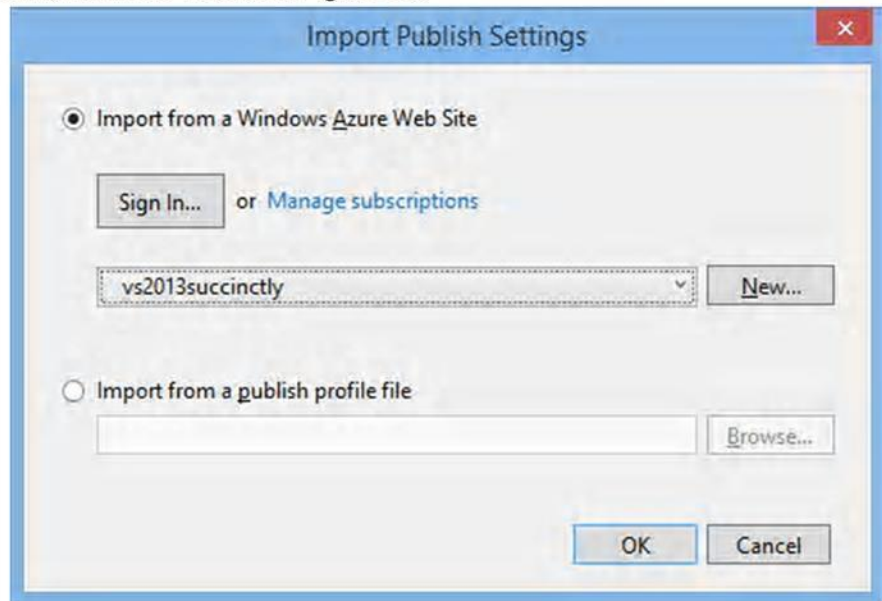 Import Publish Settings
Import from a Windows Azure Web Site
Sign In... or Manage subscriptions
vs2013succinctly New...
Import from a publish profile file
Browse...
OK Cancel